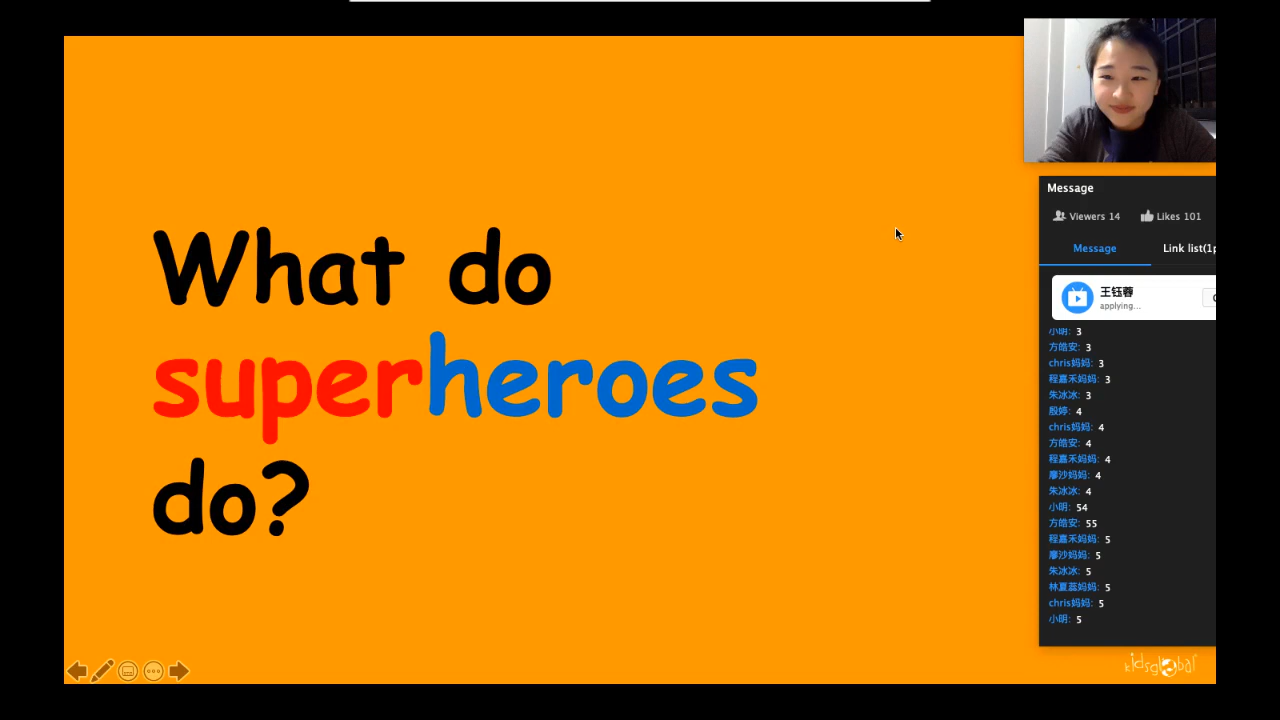 What do
superheroes
do?
Message
Viewers 14 Likes 101
Message Link list(1p
王钰蓉
applying...
小明: 3
方皓安: 3
chris妈妈: 3
程嘉禾妈妈: 3
朱冰冰: 3
殷婷: 4
chris妈妈: 4
方皓安: 4
程嘉禾妈妈: 4
廖沙妈妈: 4
朱冰冰: 4
小明: 54
方皓安: 55
程嘉禾妈妈: 5
廖沙妈妈: 5
朱冰冰: 5
林夏蕊妈妈: 5
chris妈妈: 5
小明: 5
kidsglobal